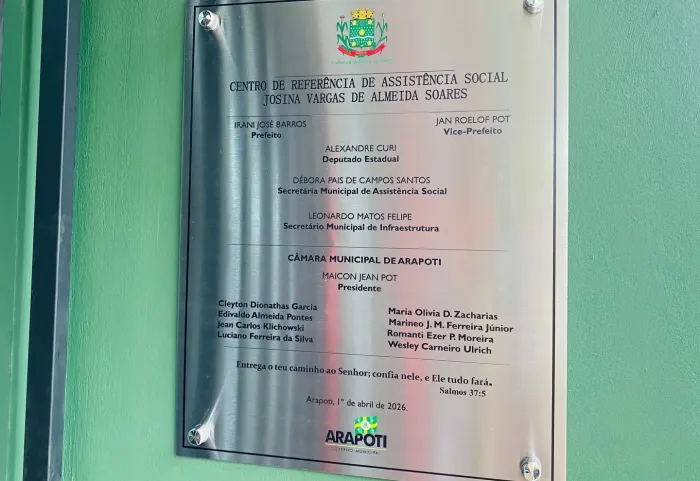 CENTRO DE REFERÊNCIA DE ASSISTÊNCIA SOCIAL
JOSINA VARGAS DE ALMEIDA SOARES
IRANI JOSÉ BARROS
Prefeito
JAN ROELOF POT
Vice-Prefeito
ALEXANDRE CURI
Deputado Estadual
DÉBORA PAIS DE CAMPOS SANTOS
Secretária Municipal de Assistência Social
LEONARDO MATOS FELIPE
Secretário Municipal de Infraestrutura
CÂMARA MUNICIPAL DE ARAPOTI
MAICON JEAN POT
Presidente
Cleyton Dionathas Garcia
Edivaldo Almeida Pontes
Jean Carlos Klichowski
Luciano Ferreira da Silva
Maria Olivia D. Zacharias
Marineo J. M. Ferreira Júnior
Romanti Ezer P. Moreira
Wesley Carneiro Ulrich
Entrega o teu caminho ao Senhor; confia nele, e Ele tudo fará.
Salmos 37:5
Arapoti, 1º de abril de 2026.
ARAPOTI
GOVERNO MUNICIPAL